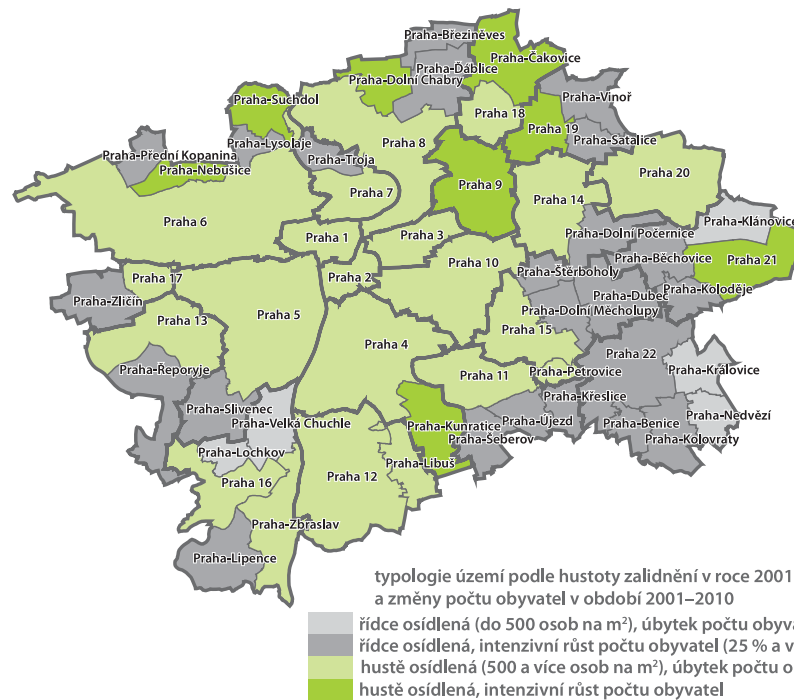 Praha-Březiněves
Praha-Čakovice
Praha-Ďáblice
Praha-Dolní Chabry
Praha-Vinoř
Praha-Suchdol
Praha 18
Praha 19
Praha-Satalice
Praha 8
Praha-Lysolaje
Praha-Přední Kopanina
Praha-Troja
Praha-Nebušice
Praha 20
Praha 9
Praha 7
Praha 14
Praha 6
Praha-Klánovice
Praha 1
Praha 3
Praha-Dolní Počernice
Praha-Běchovice
Praha 21
Praha 10
Praha-Štěrboholy
Praha 17
Praha 2
Praha-Koloděje
Praha-Zličín
Praha-Dubeč
Praha-Dolní Měcholupy
Praha 13
Praha 5
Praha 15
Praha 4
Praha 22
Praha-Petrovice
Praha-Královice
Praha-Řeporyje
Praha 11
Praha-Křeslice
Praha-Slivenec
Praha-Velká Chuchle
Praha-Nedvězí
Praha-Újezd
Praha-Kunratice
Praha-Benice
Praha-Šeberov
Praha-Kolovraty
Praha-Lochkov
Praha-Libuš
Praha 12
Praha 16
Praha-Zbraslav
Praha-Lipence
typologie území podle hustoty zalidnění v roce 2001
a změny počtu obyvatel v období 2001–2010
řídce osídlená (do 500 osob na m²), úbytek počtu obyva
řídce osídlená, intenzivní růst počtu obyvatel (25 % a v
hustě osídlená (500 a více osob na m²), úbytek počtu o
hustě osídlená, intenzivní růst počtu obyvatel